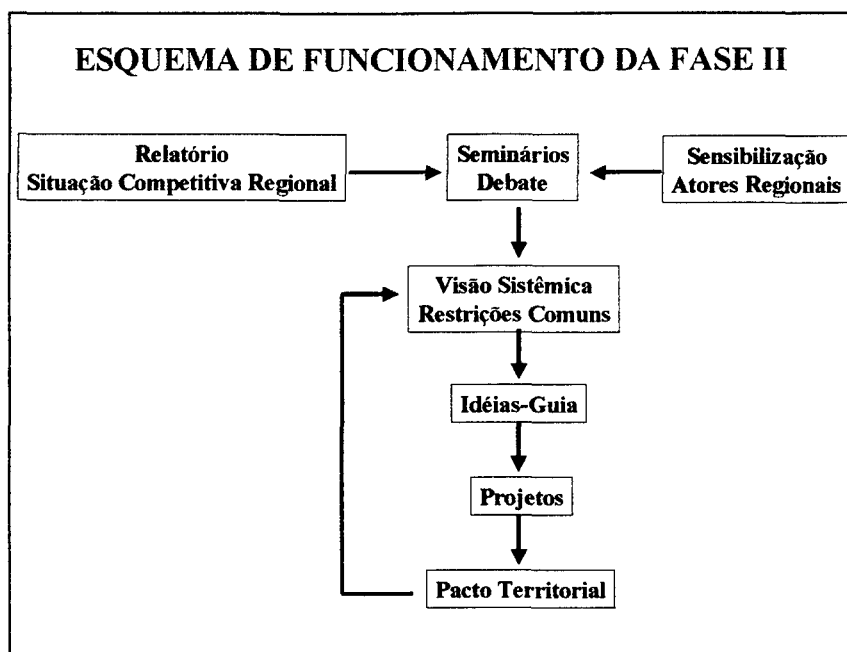 ESQUEMA DE FUNCIONAMENTO DA FASE II
Relatório
Situação Competitiva Regional
Seminários
Debate
Sensibilização
Atores Regionais
Visão Sistêmica
Restrições Comuns
Idéias-Guia
Projetos
Pacto Territorial